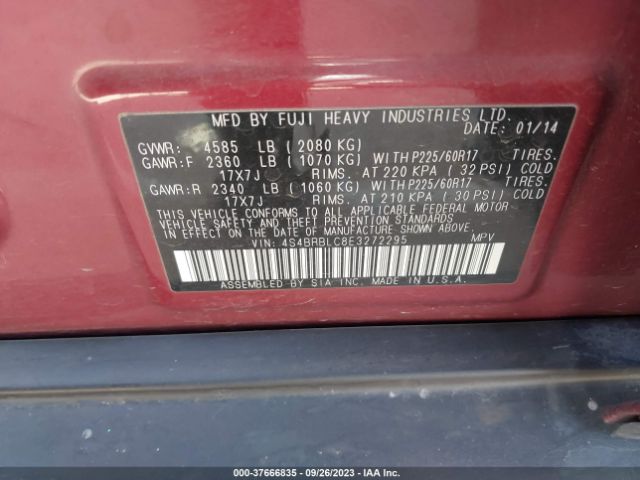 MFD BY FUJI HEAVY INDUSTRIES LTD.
DATE: 01/14
GVWR: 4585 LB ( 2080 KG)
GAWR:F 2360 LB ( 1070 KG) WITH P225/60R17 TIRES.
17X7J RIMS. AT 220 KPA ( 32 PSI) COLD
GAWR:R 2340 LB ( 1060 KG) WITH P225/60R17 TIRES.
17X7J RIMS. AT 210 KPA ( 30 PSI) COLD
THIS VEHICLE CONFORMS TO ALL APPLICABLE FEDERAL MOTOR
VEHICLE SAFETY AND THEFT PREVENTION STANDARDS
IN EFFECT ON THE DATE OF MANUFACTURE SHOWN ABOVE.
VIN: 4S4BRBLC8E3272295 MPV
ASSEMBLED BY SIA INC. MADE IN U.S.A.
000-37666835 - 09/26/2023 - IAA Inc.